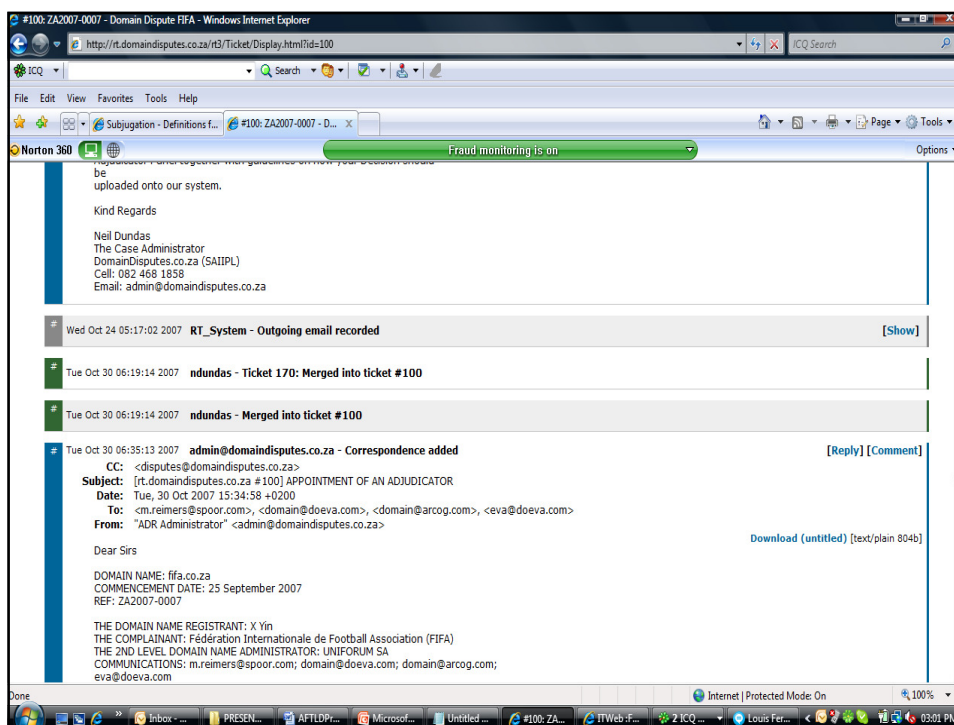 #100: ZA2007-0007 - Domain Dispute FIFA - Windows Internet Explorer
http://rt.domaindisputes.co.za/rt3/Ticket/Display.html?id=100
ICQ Search
ICQ
Search
File Edit View Favorites Tools Help
Subjugation - Definitions f...
#100: ZA2007-0007 - D... X
Page Tools
Norton 360
Fraud monitoring is on
Options
Adjudicator Panel together with guidelines on how your Decision should
be
uploaded onto our system.
Kind Regards
Neil Dundas
The Case Administrator
DomainDisputes.co.za (SAIIPL)
Cell: 082 468 1858
Email: admin@domaindisputes.co.za
# Wed Oct 24 05:17:02 2007 RT_System - Outgoing email recorded [Show]
# Tue Oct 30 06:19:14 2007 ndundas - Ticket 170: Merged into ticket #100
# Tue Oct 30 06:19:14 2007 ndundas - Merged into ticket #100
# Tue Oct 30 06:35:13 2007 admin@domaindisputes.co.za - Correspondence added [Reply] [Comment]
CC: <disputes@domaindisputes.co.za>
Subject: [rt.domaindisputes.co.za #100] APPOINTMENT OF AN ADJUDICATOR
Date: Tue, 30 Oct 2007 15:34:58 +0200
To: <m.reimers@spoor.com>, <domain@doeva.com>, <domain@arcog.com>, <eva@doeva.com>
From: "ADR Administrator" <admin@domaindisputes.co.za>
Download (untitled) [text/plain 804b]
Dear Sirs
DOMAIN NAME: fifa.co.za
COMMENCEMENT DATE: 25 September 2007
REF: ZA2007-0007
THE DOMAIN NAME REGISTRANT: X Yin
THE COMPLAINANT: Fédération Internationale de Football Association (FIFA)
THE 2ND LEVEL DOMAIN NAME ADMINISTRATOR: UNIFORUM SA
COMMUNICATIONS: m.reimers@spoor.com; domain@doeva.com; domain@arcog.com;
eva@doeva.com
Done
Internet | Protected Mode: On
100%
Inbox - ...
PRESEN...
AFTLDPr...
Microsof...
Untitled ...
#100: ZA...
ITWeb :F...
2 ICQ ...
Louis Fer...
03:01 PM